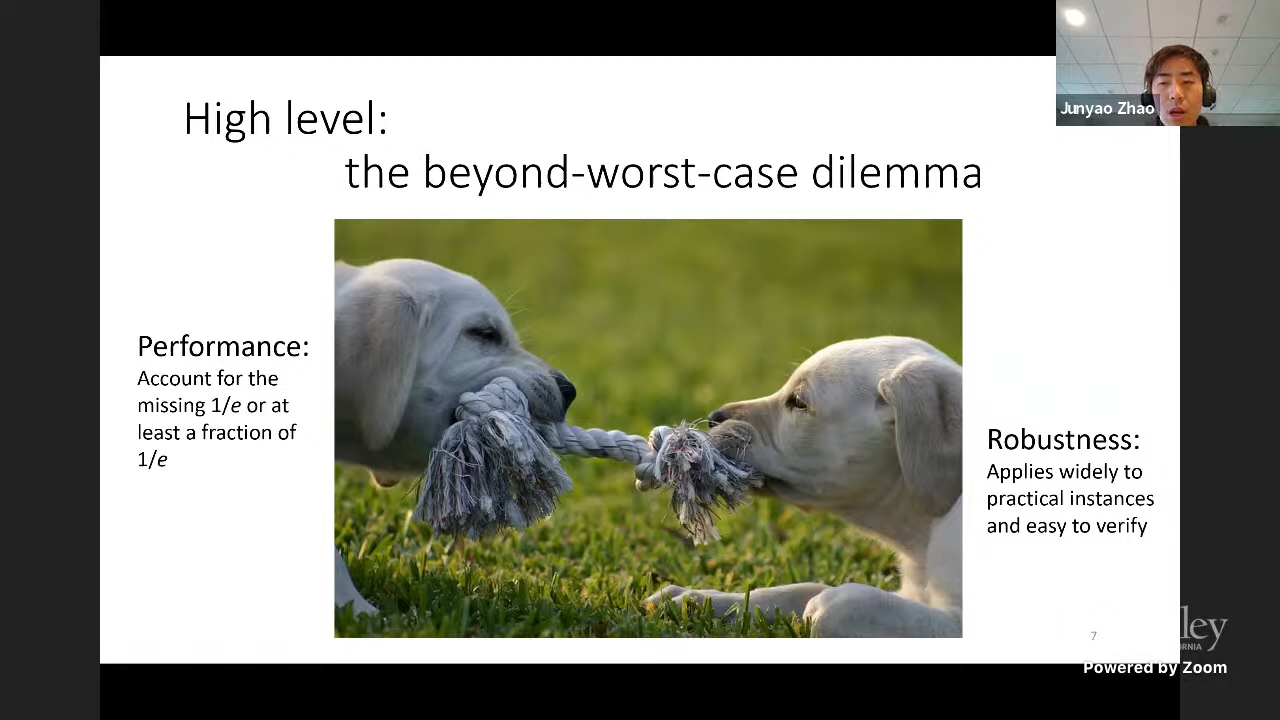 High level:
the beyond-worst-case dilemma
Junyao Zhao
Performance:
Account for the
missing 1/e or at
least a fraction of
1/e
Robustness:
Applies widely to
practical instances
and easy to verify
7
Powered by Zoom